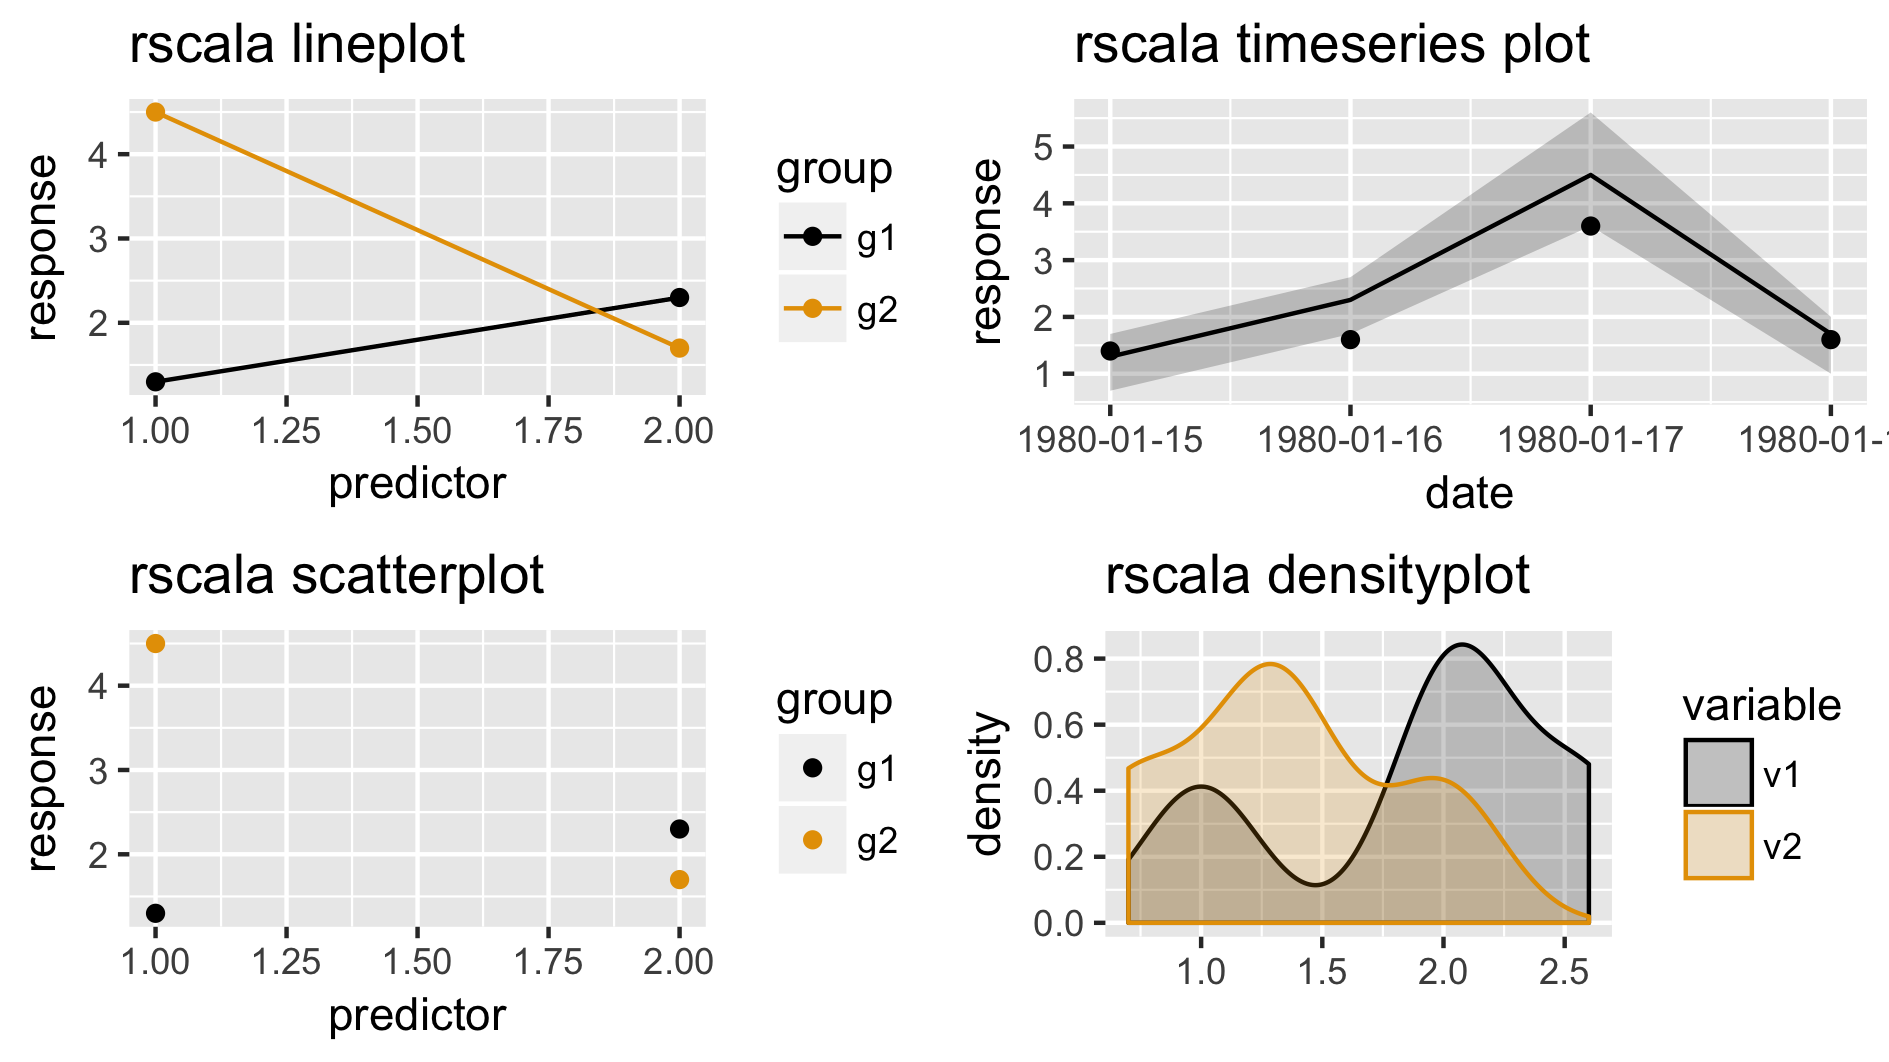 rscala lineplot
response
4
3
2
1.00 1.25 1.50 1.75 2.00
predictor
group
g1
g2
rscala timeseries plot
response
5
4
3
2
1
1980-01-15 1980-01-16 1980-01-17 1980-01-
date
rscala scatterplot
response
4
3
2
1.00 1.25 1.50 1.75 2.00
predictor
group
g1
g2
rscala densityplot
density
0.8
0.6
0.4
0.2
0.0
1.0 1.5 2.0 2.5
variable
v1
v2